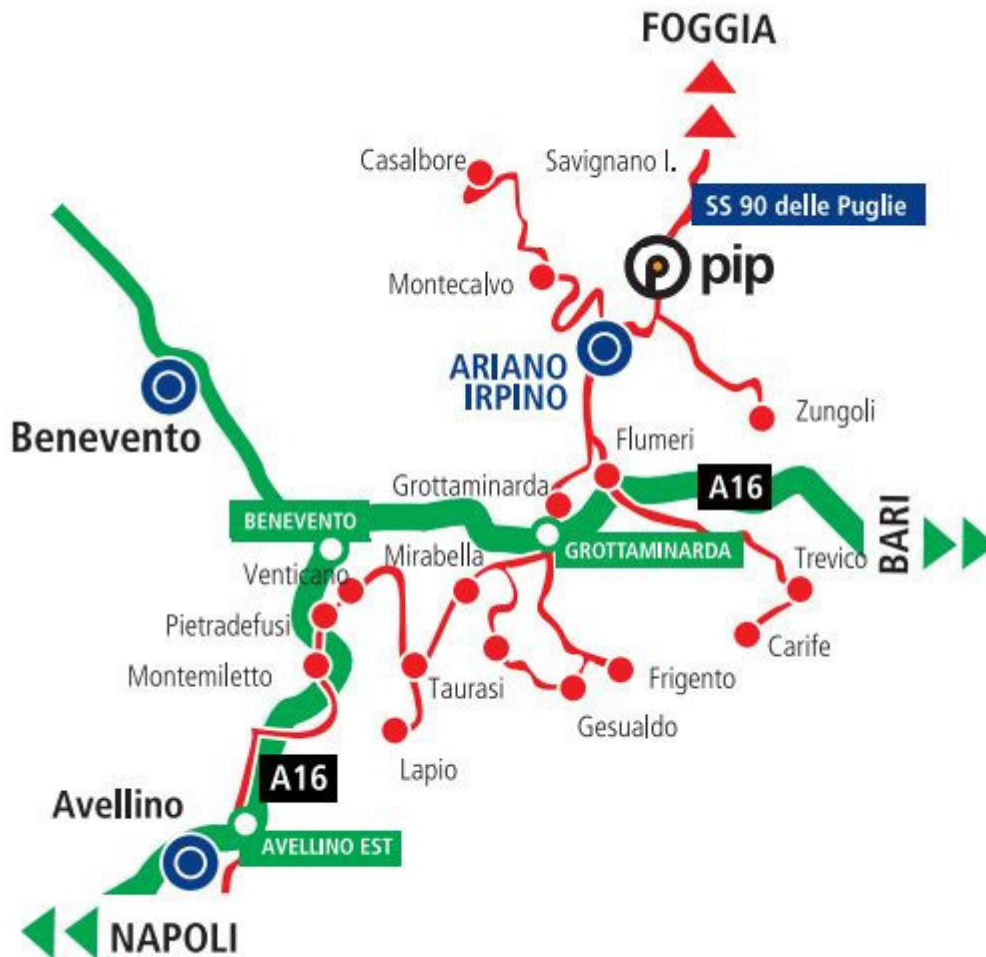 FOGGIA
Casalbore
Savignano I.
SS 90 delle Puglie
pip
Montecalvo
ARIANO
IRPINO
Zungoli
Benevento
Flumeri
Grottaminarda
A16
BENEVENTO
GROTTAMINARDA
BARI
Mirabella
Trevico
Venticano
Pietradefusi
Carife
Montemiletto
Taurasi
Frigento
Gesualdo
Lapio
A16
Avellino
AVELLINO EST
NAPOLI